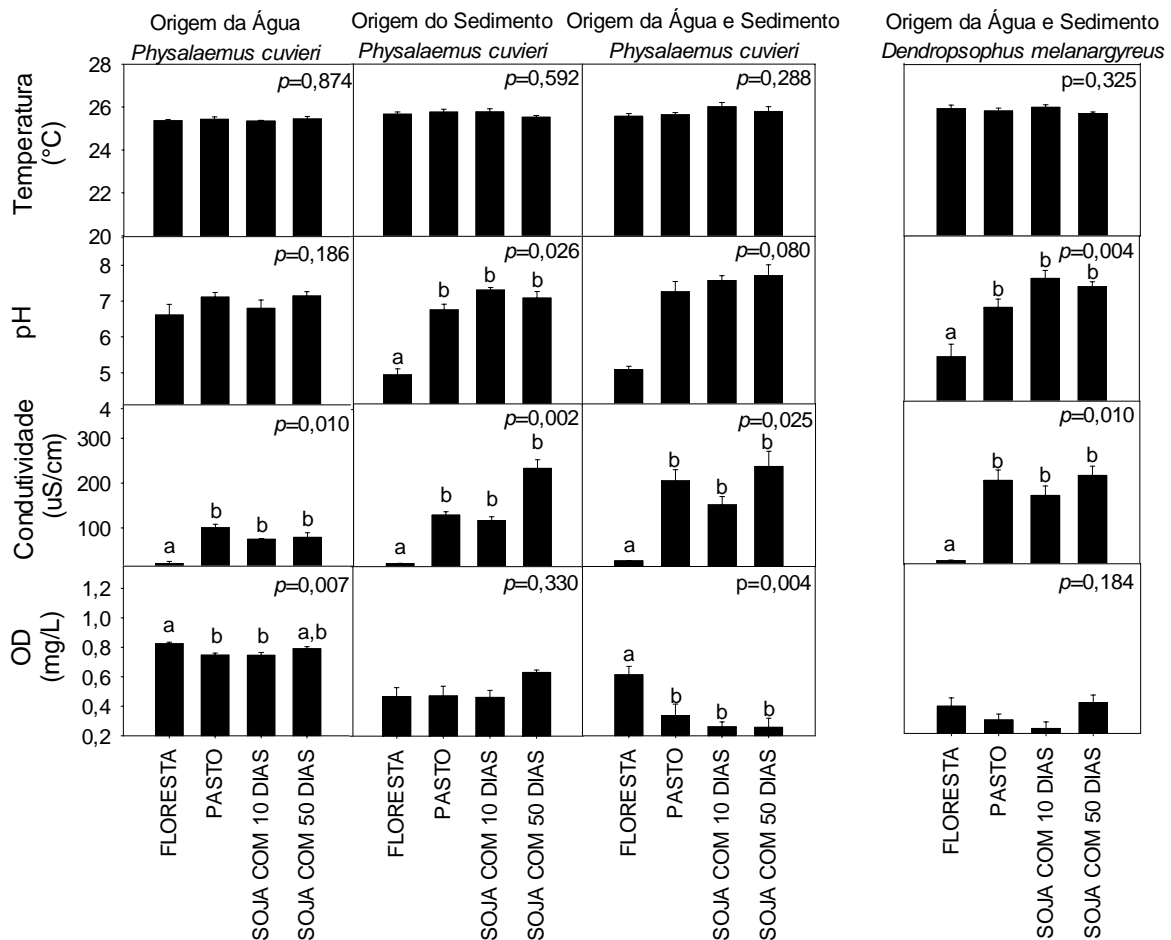 Origem da Água
Physalaemus cuvieri
Origem do Sedimento
Physalaemus cuvieri
Origem da Água e Sedimento
Physalaemus cuvieri
Origem da Água e Sedimento
Dendropsophus melanargyreus
Temperatura
(°C)
28
26
24
22
20
p=0,874
p=0,592
p=0,288
p=0,325
pH
8
7
6
5
4
p=0,186
p=0,026
a
b
b
b
p=0,080
p=0,004
a
b
b
b
Condutividade
(uS/cm)
300
200
100
p=0,010
a
b
b
b
p=0,002
a
b
b
b
p=0,025
a
b
b
b
p=0,010
a
b
b
b
OD
(mg/L)
1,2
1,0
0,8
0,6
0,4
0,2
p=0,007
a
b
b
a,b
p=0,330
p=0,004
a
b
b
b
p=0,184
FLORESTA
PASTO
SOJA COM 10 DIAS
SOJA COM 50 DIAS
FLORESTA
PASTO
SOJA COM 10 DIAS
SOJA COM 50 DIAS
FLORESTA
PASTO
SOJA COM 10 DIAS
SOJA COM 50 DIAS
FLORESTA
PASTO
SOJA COM 10 DIAS
SOJA COM 50 DIAS